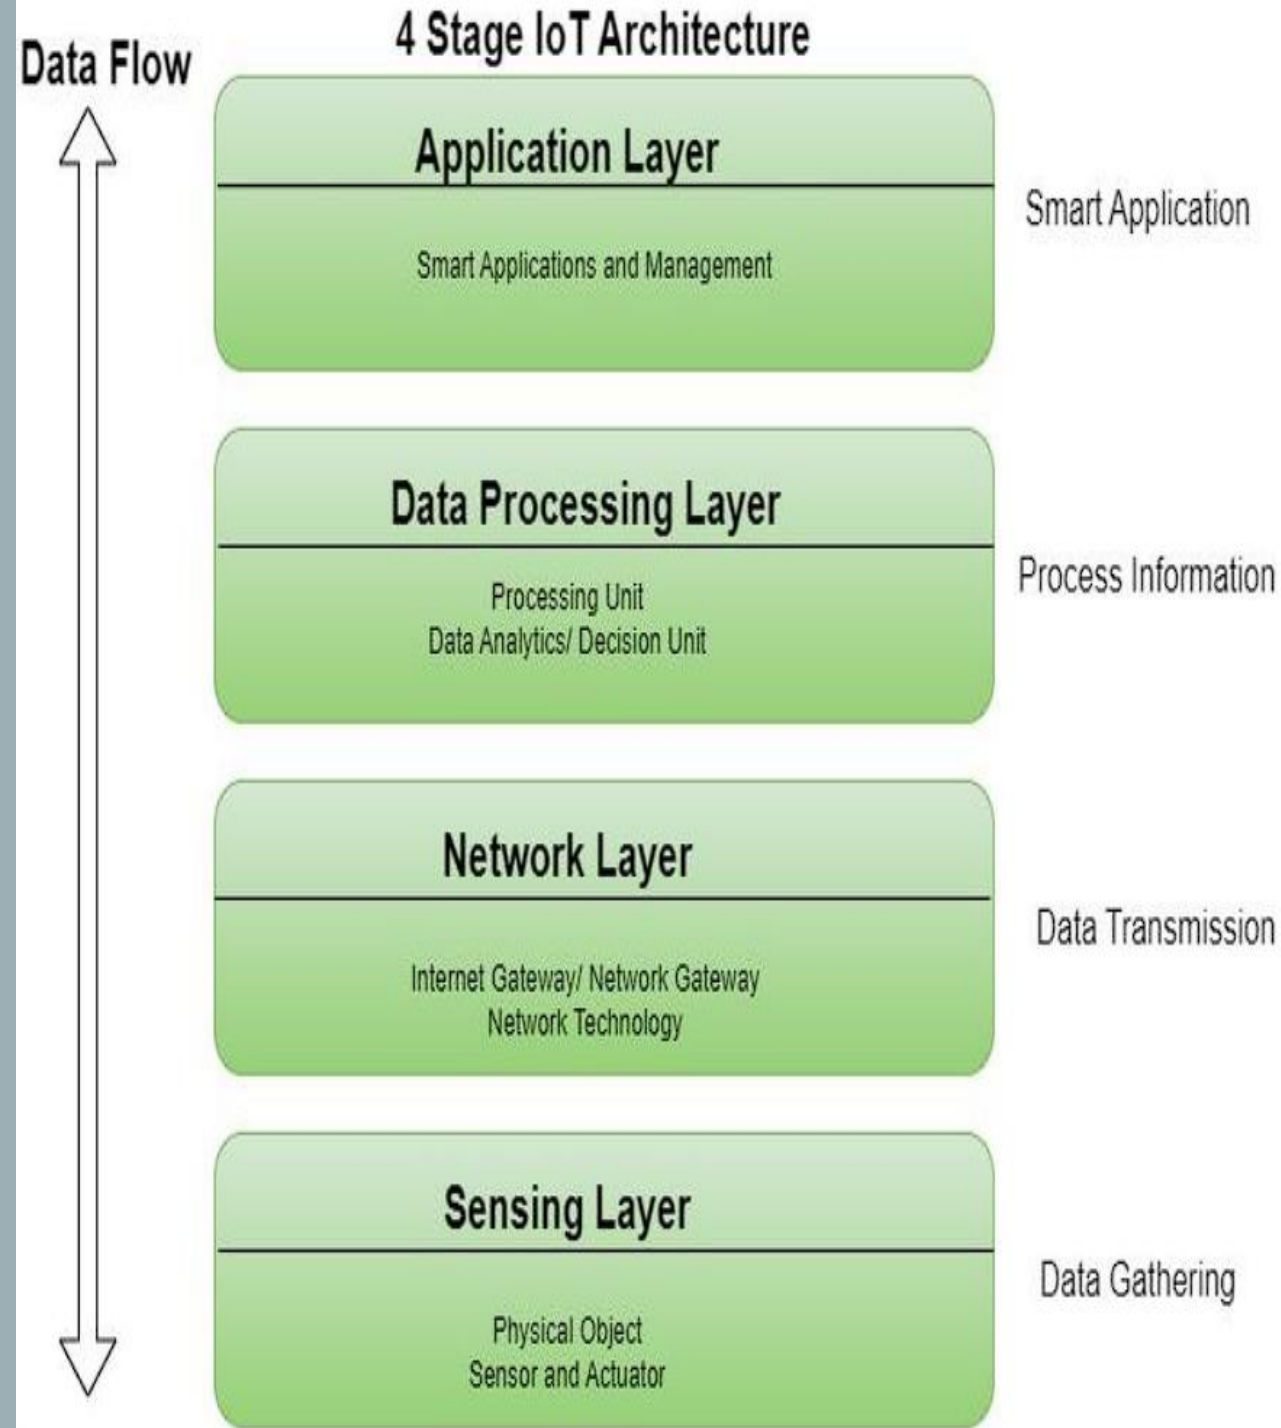 4 Stage IoT Architecture
Data Flow
Application Layer
Smart Applications and Management
Smart Application
Data Processing Layer
Processing Unit
Data Analytics/ Decision Unit
Process Information
Network Layer
Internet Gateway/ Network Gateway
Network Technology
Data Transmission
Sensing Layer
Physical Object
Sensor and Actuator
Data Gathering